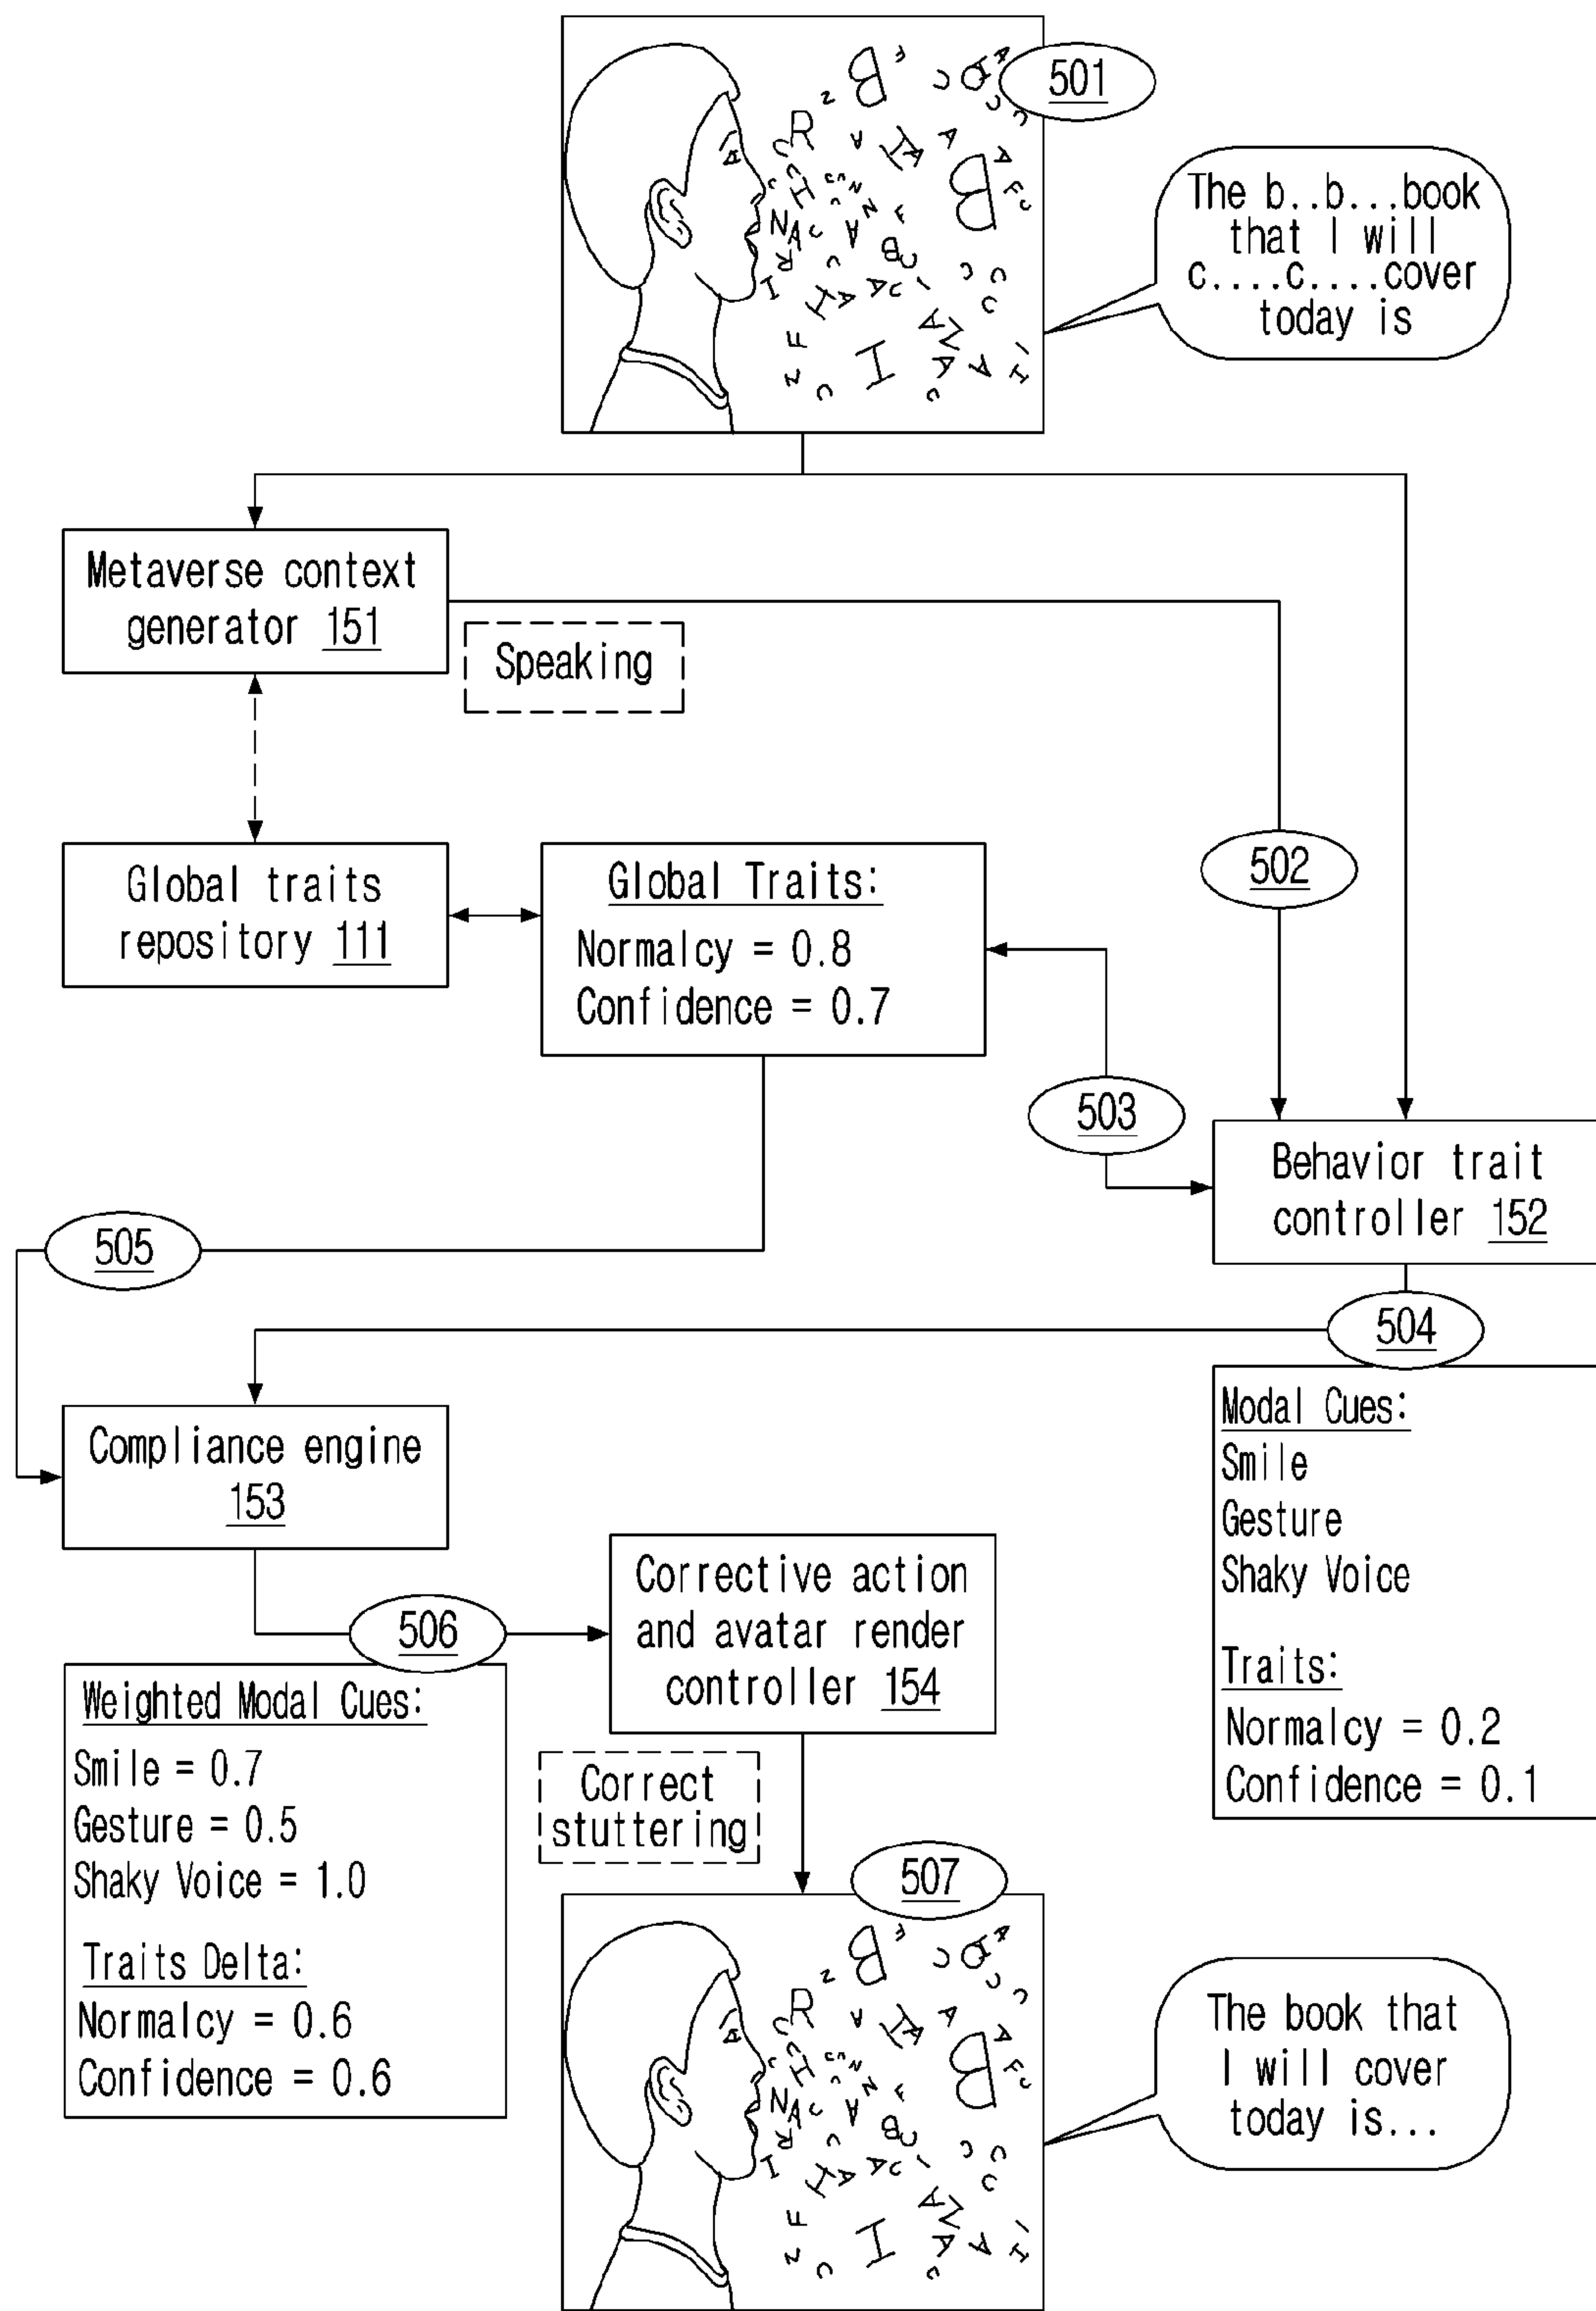 501
The b..b...book
that I will
c....c....cover
today is
Metaverse context
generator 151
Speaking
502
Global traits
repository 111
Global Traits:
Normalcy = 0.8
Confidence = 0.7
503
Behavior trait
controller 152
505
504
Modal Cues:
Smile
Gesture
Shaky Voice
Traits:
Normalcy = 0.2
Confidence = 0.1
Compliance engine
153
506
Corrective action
and avatar render
controller 154
Weighted Modal Cues:
Smile = 0.7
Gesture = 0.5
Shaky Voice = 1.0
Traits Delta:
Normalcy = 0.6
Confidence = 0.6
Correct
stuttering
507
The book that
I will cover
today is...